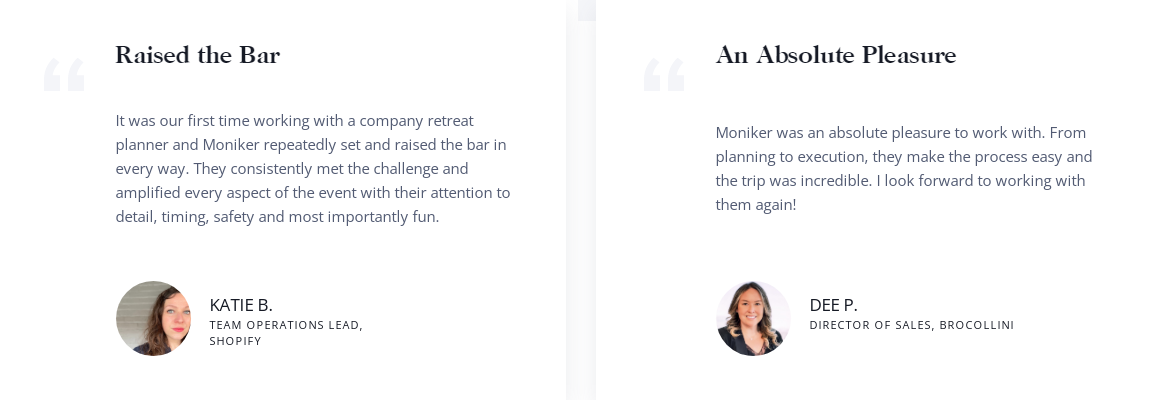 Raised the Bar
“
It was our first time working with a company retreat
planner and Moniker repeatedly set and raised the bar in
every way. They consistently met the challenge and
amplified every aspect of the event with their attention to
detail, timing, safety and most importantly fun.
KATIE B.
TEAM OPERATIONS LEAD,
SHOPIFY
An Absolute Pleasure
“
Moniker was an absolute pleasure to work with. From
planning to execution, they make the process easy and
the trip was incredible. I look forward to working with
them again!
DEE P.
DIRECTOR OF SALES, BROCOLLINI